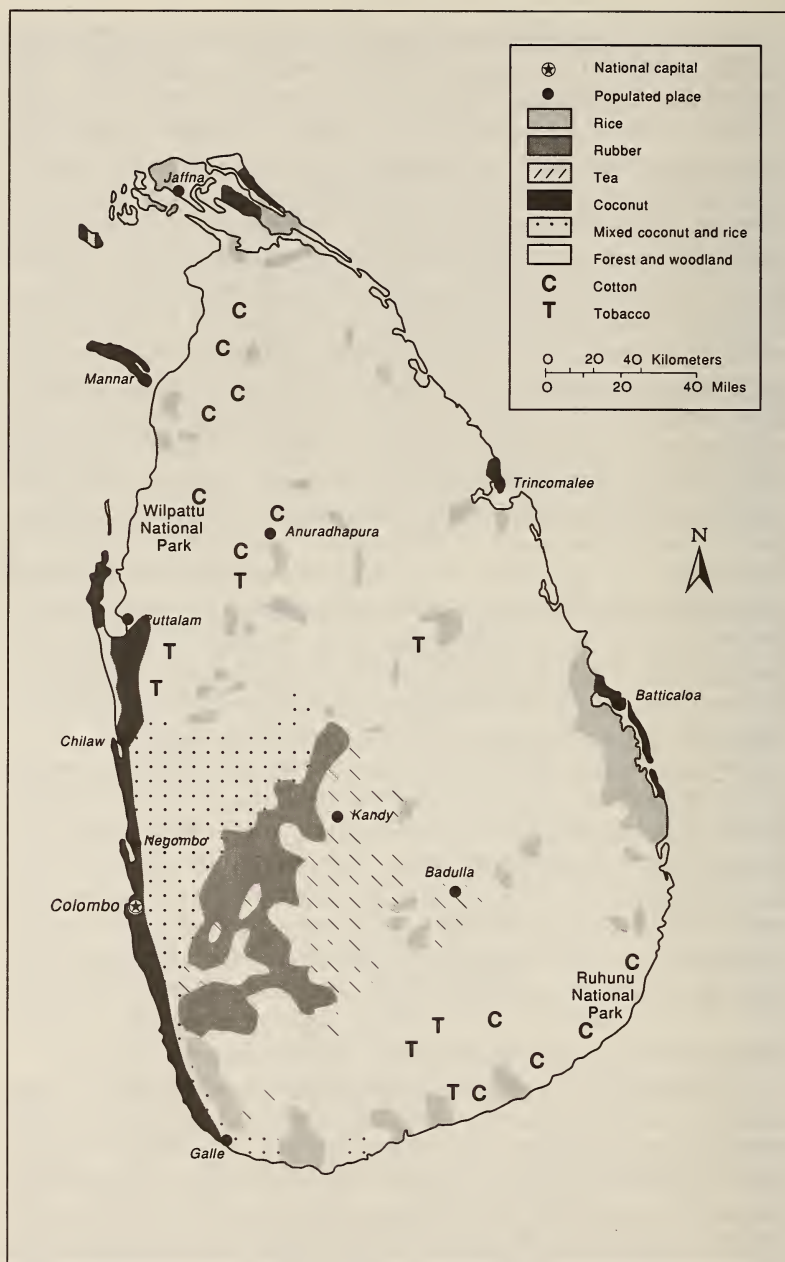 National capital
Populated place
Rice
Rubber
Tea
Coconut
Mixed coconut and rice
Forest and woodland
C Cotton
T Tobacco
0 20 40 Kilometers
0 20 40 Miles
Jaffna
C
C
Mannar
C
C
Trincomalee
C
Wilpattu
National
Park
C
Anuradhapura
C
T
N
Puttalam
T
T
T
Batticaloa
Chilaw
Kandy
Negombo
Badulla
Colombo
C
Ruhunu
National
Park
T
C
C
T
C
T
C
Galle